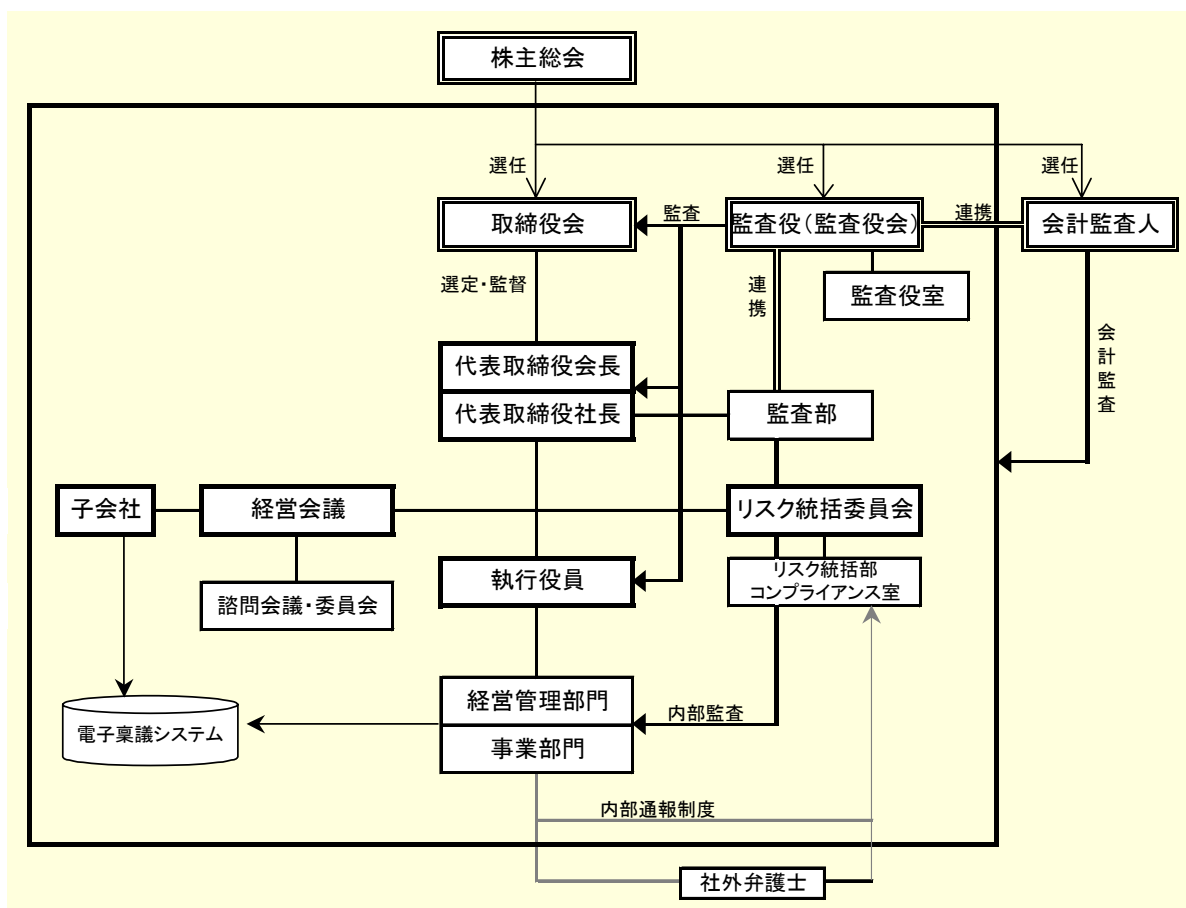 株主総会
選任
選任
選任
取締役会
監査
監査役（監査役会）
連携
会計監査人
選定・監督
連携
監査役室
会計監査
代表取締役会長
代表取締役社長
監査部
子会社
経営会議
リスク統括委員会
諮問会議・委員会
執行役員
リスク統括部
コンプライアンス室
電子稟議システム
経営管理部門
内部監査
事業部門
内部通報制度
社外弁護士